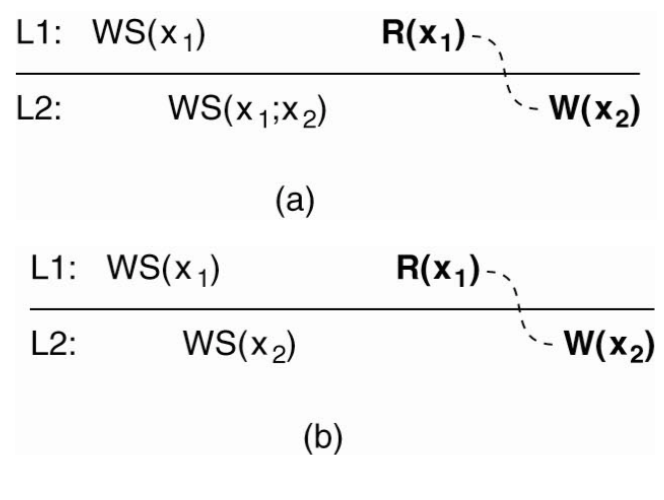 L1: WS(x₁) R(x₁)
L2: WS(x₁;x₂) W(x₂)
(a)
L1: WS(x₁) R(x₁)
L2: WS(x₂) W(x₂)
(b)